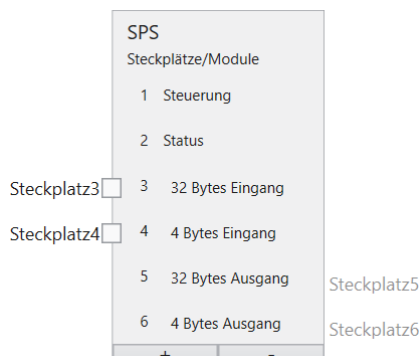 SPS
Steckplätze/Module
1 Steuerung
2 Status
Steckplatz3 3 32 Bytes Eingang
Steckplatz4 4 4 Bytes Eingang
5 32 Bytes Ausgang Steckplatz5
6 4 Bytes Ausgang Steckplatz6
+ -